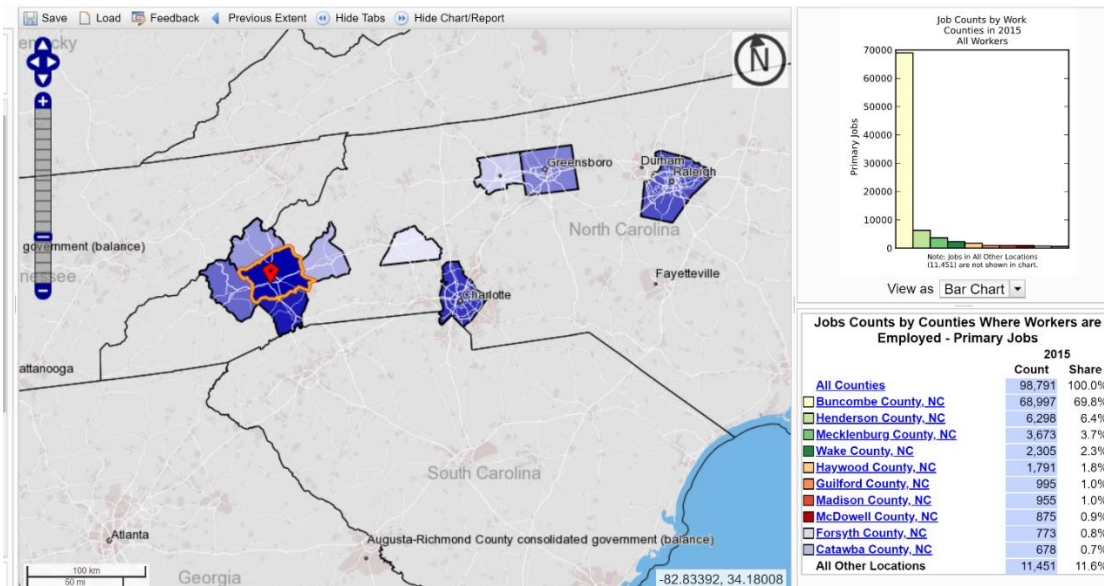 Save Load Feedback Previous Extent Hide Tabs Hide Chart/Report
N
Greensboro
Durham
Raleigh
North Carolina
government (balance)
Fayetteville
Charlotte
attanooga
South Carolina
Atlanta
Augusta-Richmond County consolidated government (balance)
Georgia
100 km
50 mi
-82.83392, 34.18008
Job Counts by Work
Counties in 2015
All Workers
Primary Jobs
70000
60000
50000
40000
30000
20000
10000
0
Note: Jobs in All Other Locations
(11,451) are not shown in chart.
View as Bar Chart
Jobs Counts by Counties Where Workers are
Employed - Primary Jobs
2015
Count Share
All Counties 98,791 100.0%
Buncombe County, NC 68,997 69.8%
Henderson County, NC 6,298 6.4%
Mecklenburg County, NC 3,673 3.7%
Wake County, NC 2,305 2.3%
Haywood County, NC 1,791 1.8%
Guilford County, NC 995 1.0%
Madison County, NC 955 1.0%
McDowell County, NC 875 0.9%
Forsyth County, NC 773 0.8%
Catawba County, NC 678 0.7%
All Other Locations 11,451 11.6%